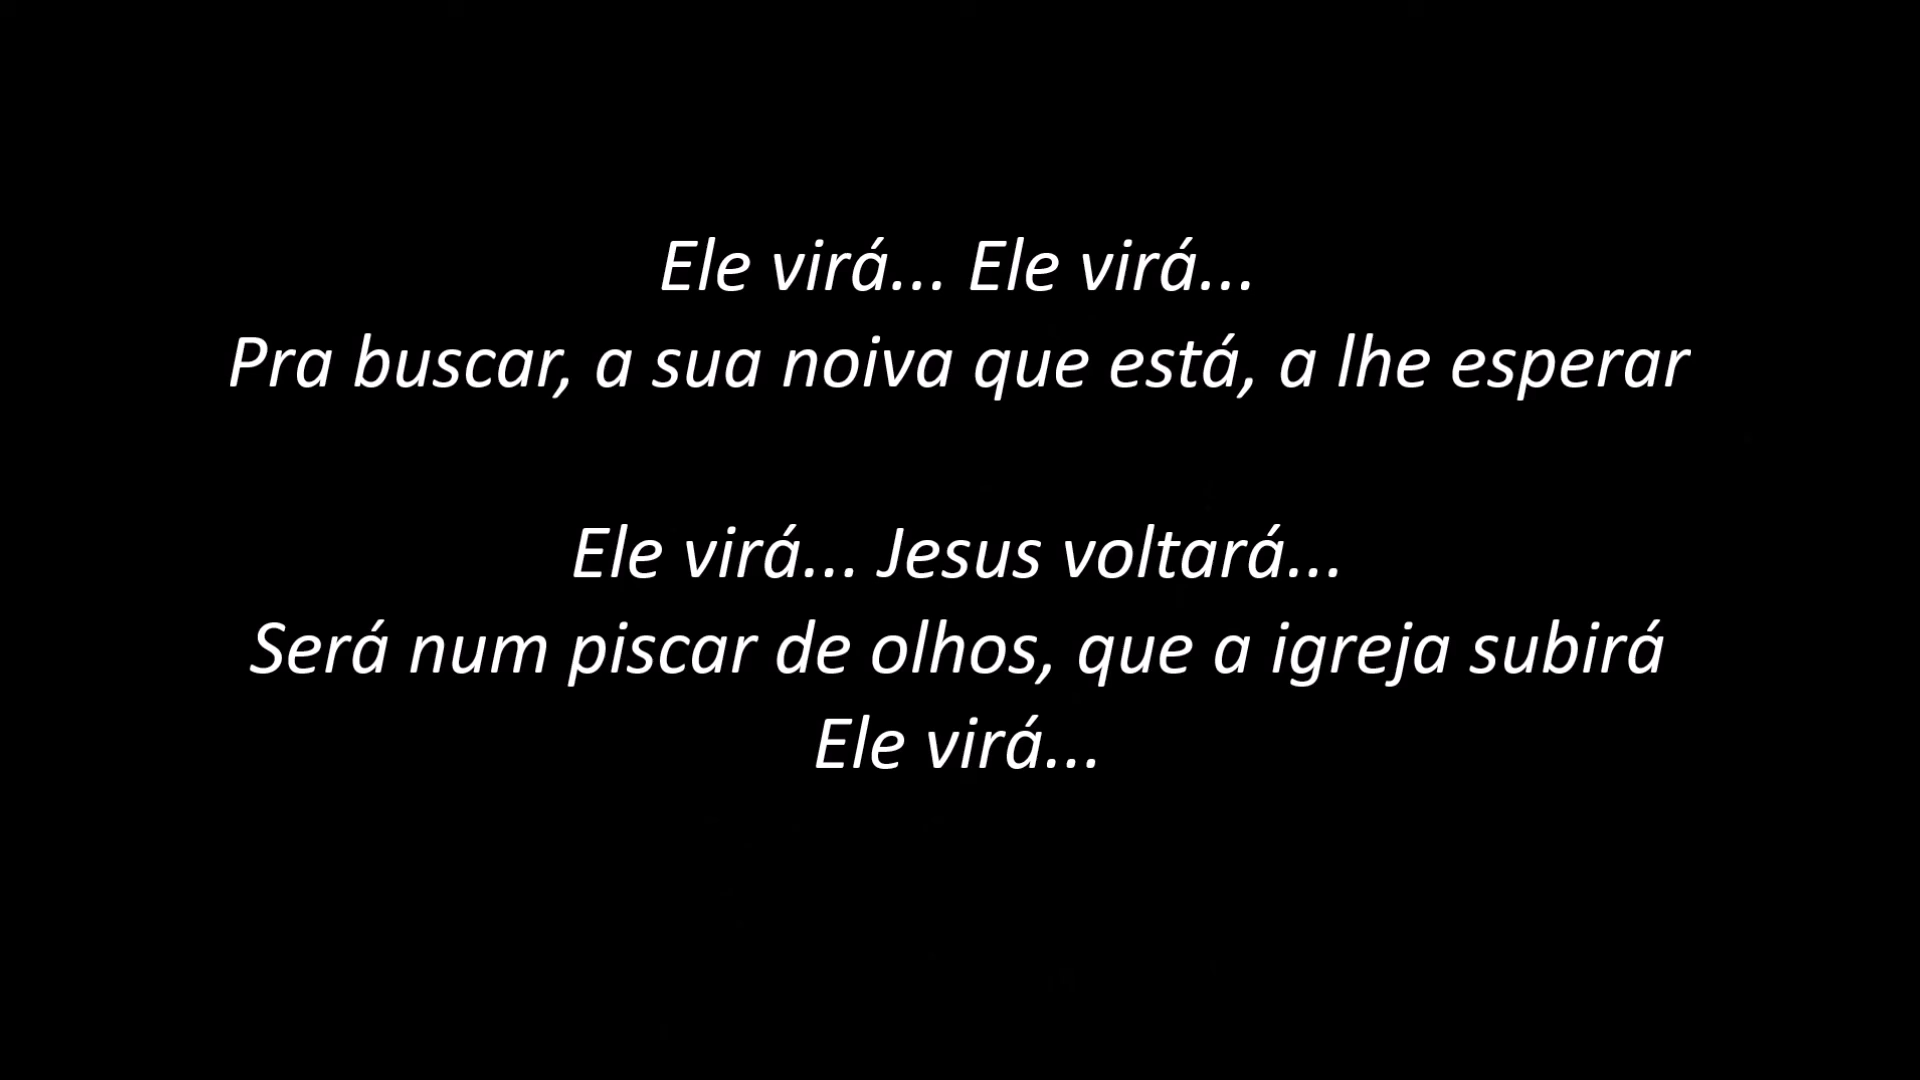 Ele virá... Ele virá...
Pra buscar, a sua noiva que está, a lhe esperar
Ele virá... Jesus voltará...
Será num piscar de olhos, que a igreja subirá
Ele virá...